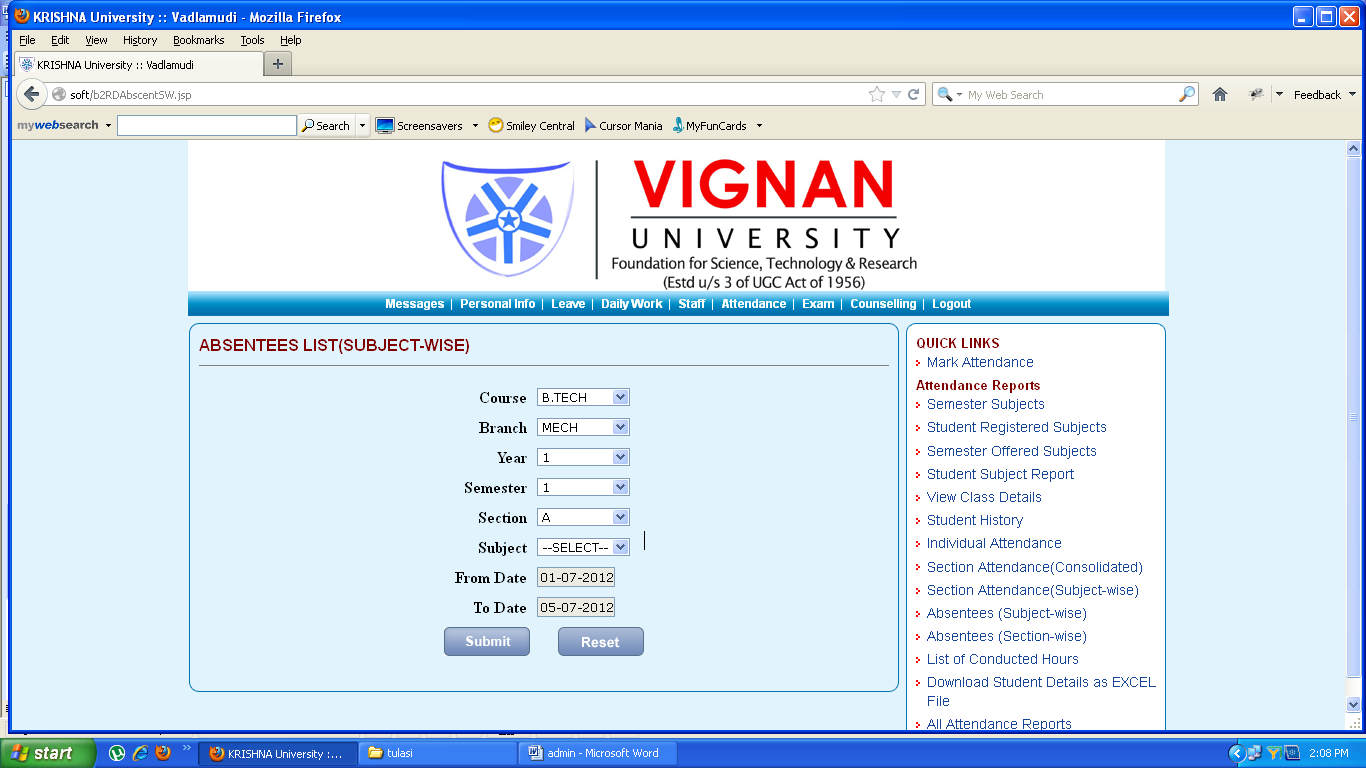 KRISHNA University :: Vadlamudi - Mozilla Firefox
File Edit View History Bookmarks Tools Help
KRISHNA University :: Vadlamudi
soft/b2RDAbscentSW.jsp
My Web Search
Feedback
mywebsearch
Search
Screensavers
Smiley Central
Cursor Mania
MyFunCards
VIGNAN
UNIVERSITY
Foundation for Science, Technology & Research
(Estd u/s 3 of UGC Act of 1956)
Messages | Personal Info | Leave | Daily Work | Staff | Attendance | Exam | Counselling | Logout
ABSENTEES LIST(SUBJECT-WISE)
Course B.TECH
Branch MECH
Year 1
Semester 1
Section A
Subject --SELECT--
From Date 01-07-2012
To Date 05-07-2012
Submit Reset
QUICK LINKS
Mark Attendance
Attendance Reports
Semester Subjects
Student Registered Subjects
Semester Offered Subjects
Student Subject Report
View Class Details
Student History
Individual Attendance
Section Attendance(Consolidated)
Section Attendance(Subject-wise)
Absentees (Subject-wise)
Absentees (Section-wise)
List of Conducted Hours
Download Student Details as EXCEL
File
All Attendance Reports
start
KRISHNA University :...
tulasi
admin - Microsoft Word
2:08 PM